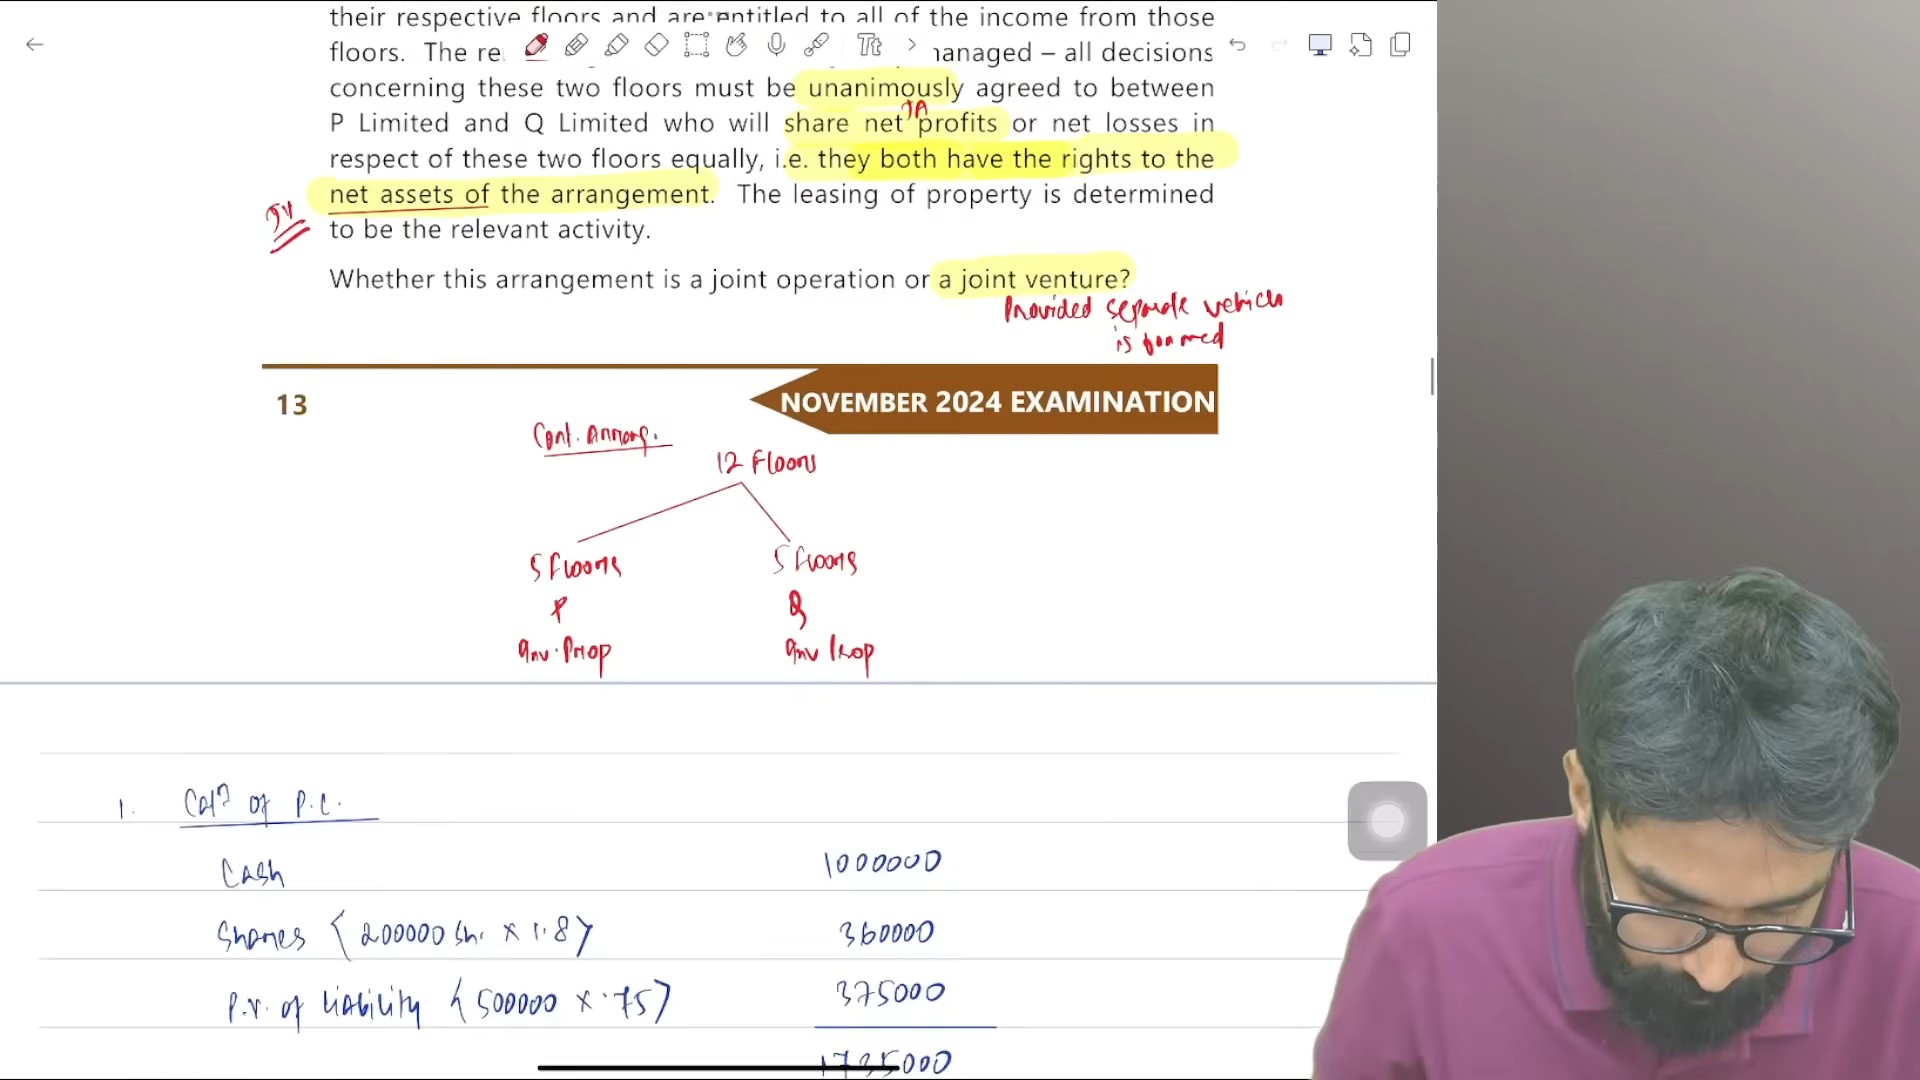 their respective floors and are entitled to all of the income from those
floors. The re Tt managed – all decisions
concerning these two floors must be unanimously agreed to between
JA
P Limited and Q Limited who will share net profits or net losses in
respect of these two floors equally, i.e. they both have the rights to the
net assets of the arrangement. The leasing of property is determined
JV
to be the relevant activity.
Whether this arrangement is a joint operation or a joint venture?
Provided separate vehicle
is formed
13
NOVEMBER 2024 EXAMINATION
Cont. Arrang.
12 Floors
5 Floors 5 Floors
P Q
Inv. Prop Inv Prop
1. Caln of P.C.
Cash 1000000
Shares (200000 sh. × 1.8) 360000
P.V. of liability (500000 × .75) 375000
1735000